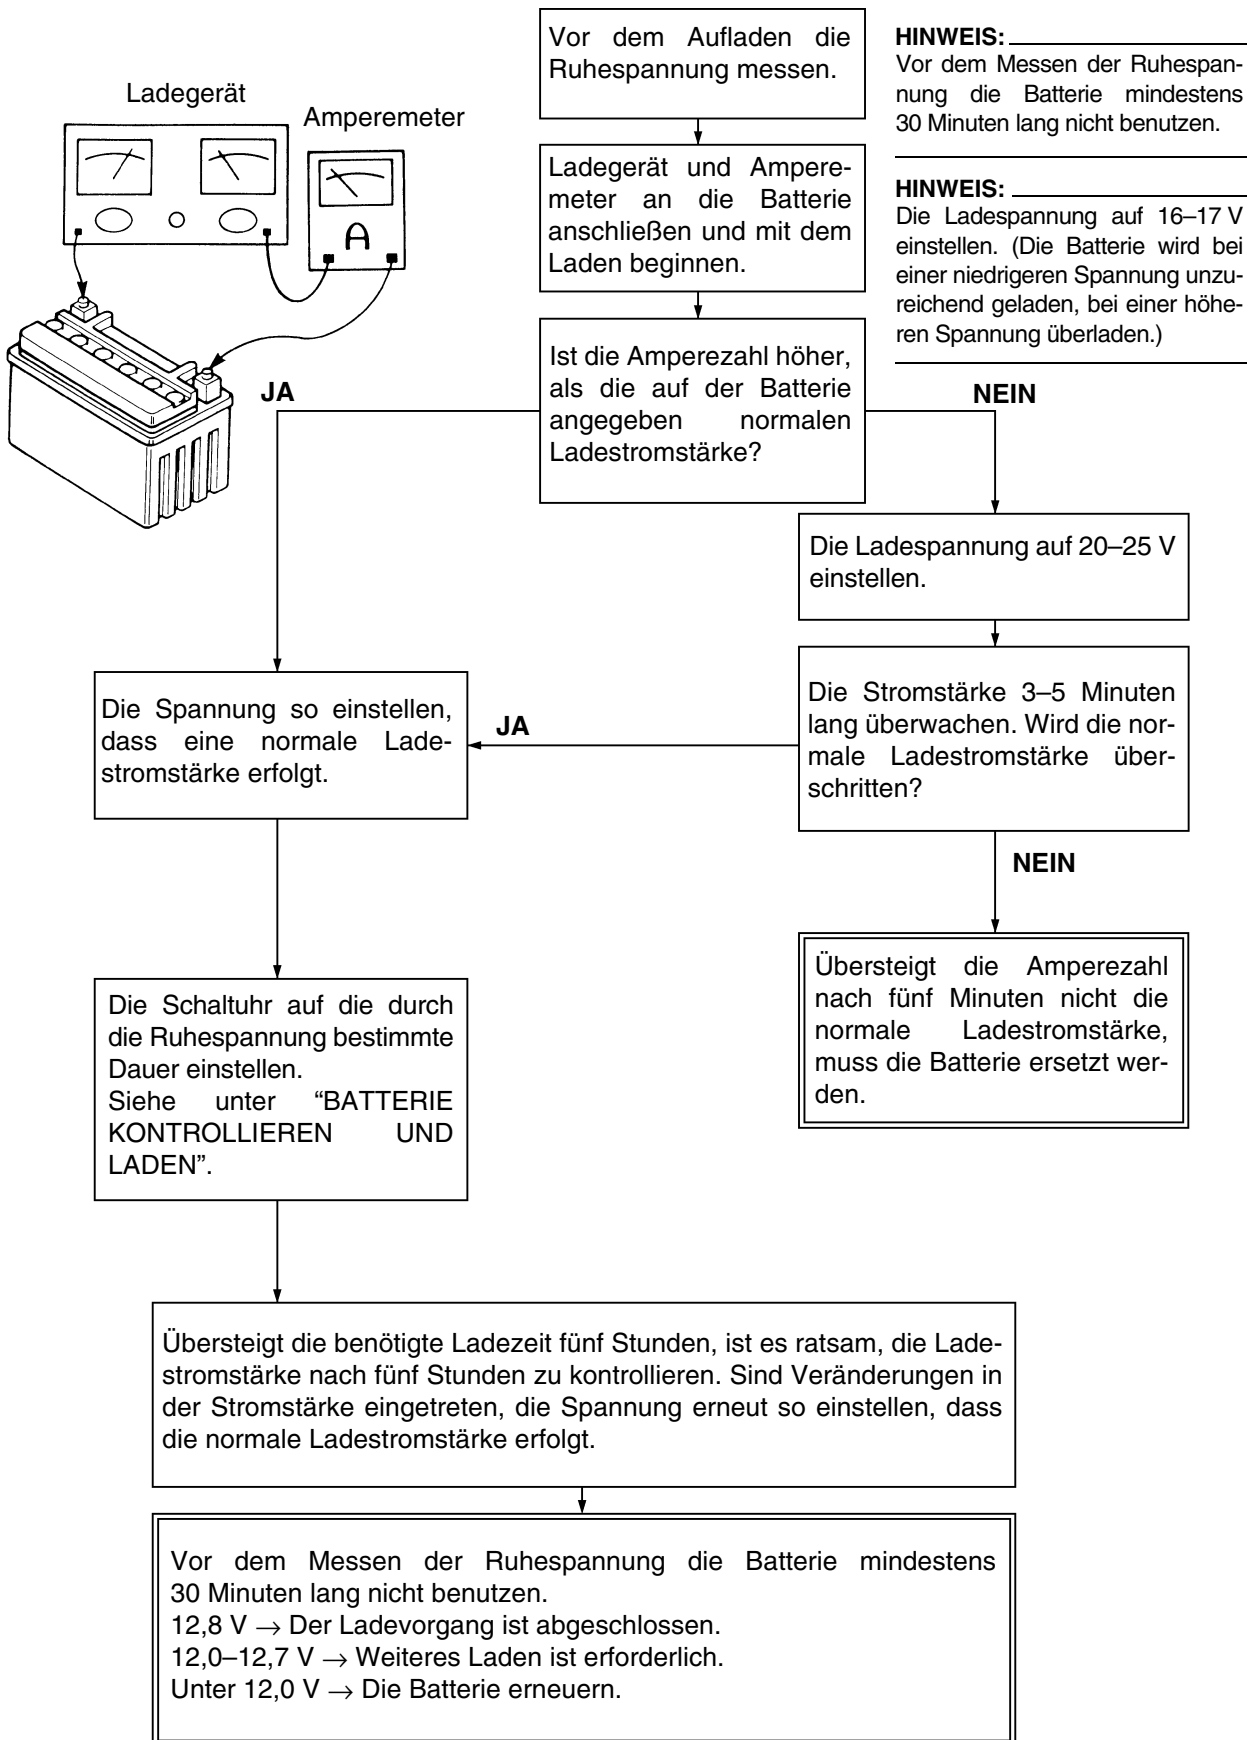 Vor dem Aufladen die
Ruhespannung messen.
HINWEIS:
Vor dem Messen der Ruhespan-
nung die Batterie mindestens
30 Minuten lang nicht benutzen.
Ladegerät
Amperemeter
A
Ladegerät und Ampere-
meter an die Batterie
anschließen und mit dem
Laden beginnen.
HINWEIS:
Die Ladespannung auf 16–17 V
einstellen. (Die Batterie wird bei
einer niedrigeren Spannung unzu-
reichend geladen, bei einer höhe-
ren Spannung überladen.)
Ist die Amperezahl höher,
als die auf der Batterie
angegeben normalen
Ladestromstärke?
JA
NEIN
Die Ladespannung auf 20–25 V
einstellen.
Die Stromstärke 3–5 Minuten
lang überwachen. Wird die nor-
male Ladestromstärke über-
schritten?
JA
Die Spannung so einstellen,
dass eine normale Lade-
stromstärke erfolgt.
NEIN
Übersteigt die Amperezahl
nach fünf Minuten nicht die
normale Ladestromstärke,
muss die Batterie ersetzt wer-
den.
Die Schaltuhr auf die durch
die Ruhespannung bestimmte
Dauer einstellen.
Siehe unter “BATTERIE
KONTROLLIEREN UND
LADEN”.
Übersteigt die benötigte Ladezeit fünf Stunden, ist es ratsam, die Lade-
stromstärke nach fünf Stunden zu kontrollieren. Sind Veränderungen in
der Stromstärke eingetreten, die Spannung erneut so einstellen, dass
die normale Ladestromstärke erfolgt.
Vor dem Messen der Ruhespannung die Batterie mindestens
30 Minuten lang nicht benutzen.
12,8 V → Der Ladevorgang ist abgeschlossen.
12,0–12,7 V → Weiteres Laden ist erforderlich.
Unter 12,0 V → Die Batterie erneuern.